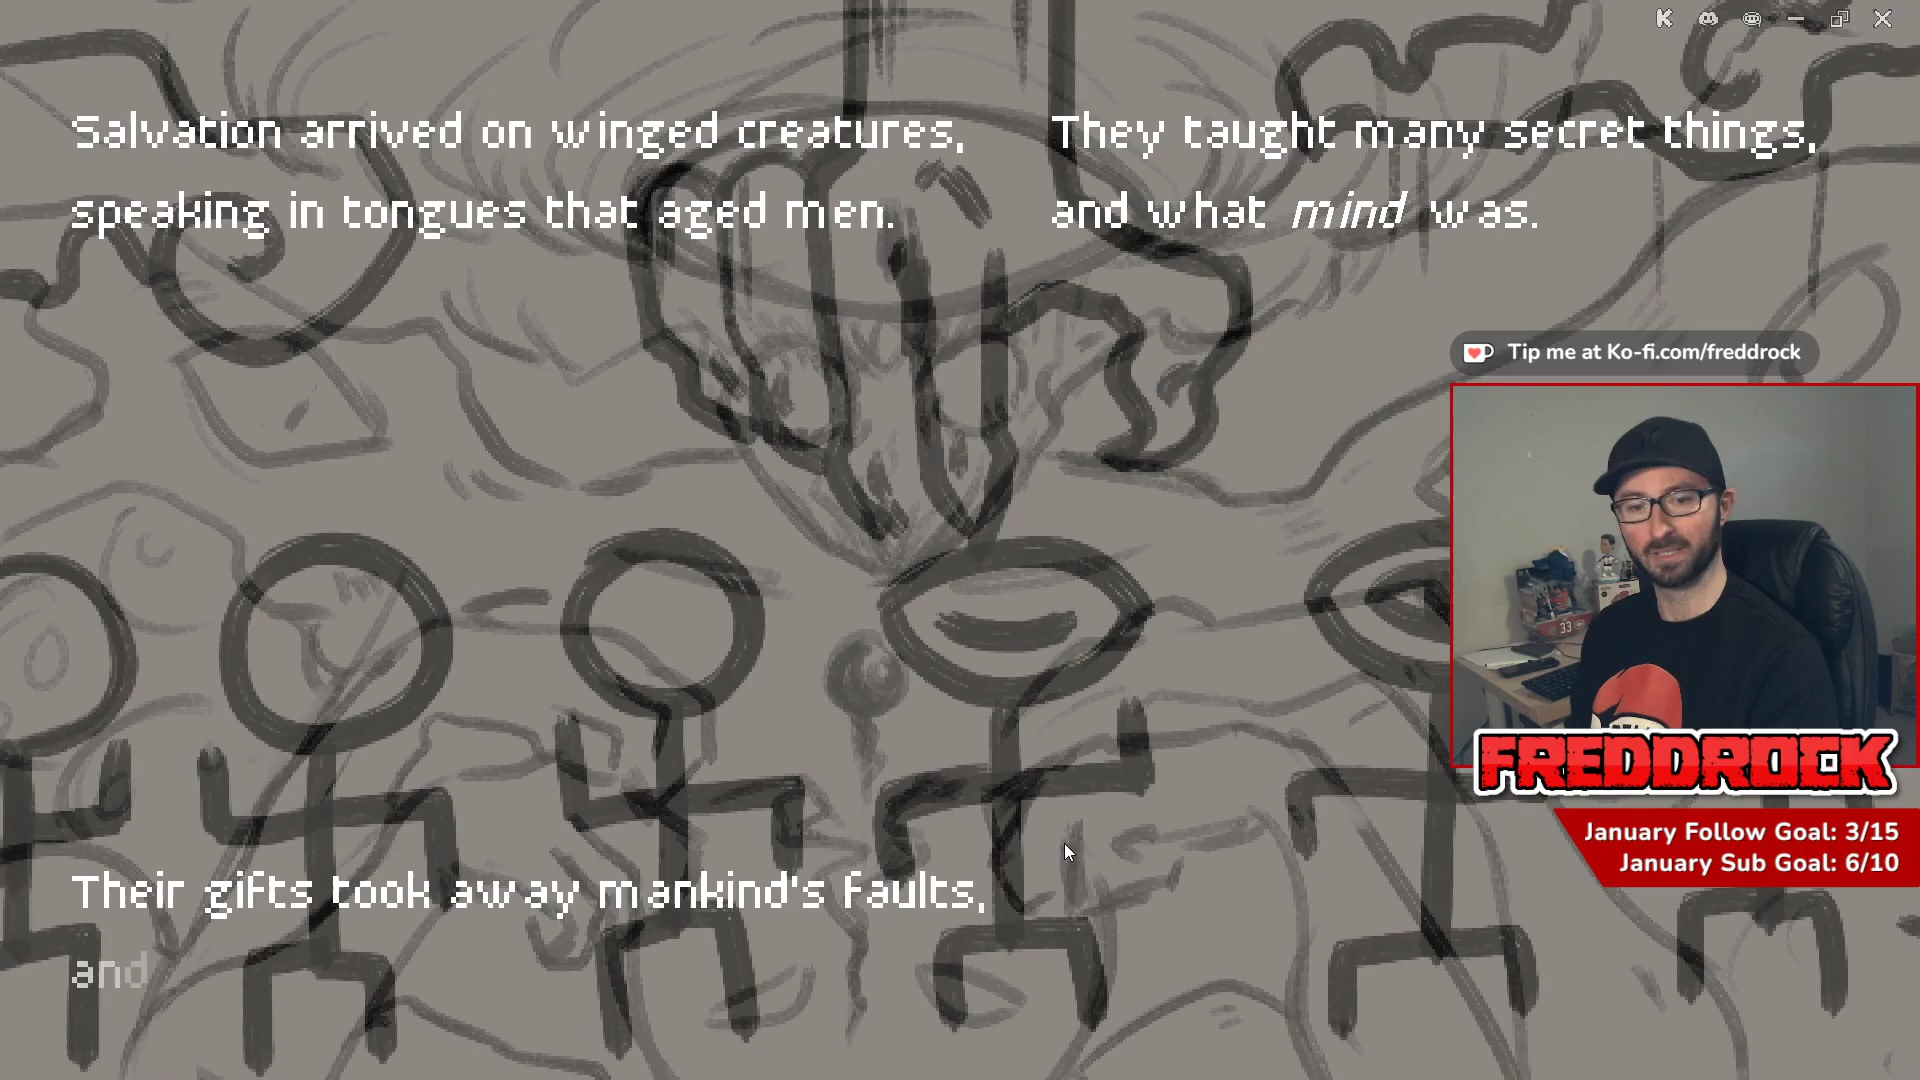 Salvation arrived on winged creatures,
speaking in tongues that aged men.
They taught many secret things,
and what mind was.
Tip me at Ko-fi.com/freddrock
33
FREDDROCK
January Follow Goal: 3/15
January Sub Goal: 6/10
Their gifts took away mankind's faults,
and